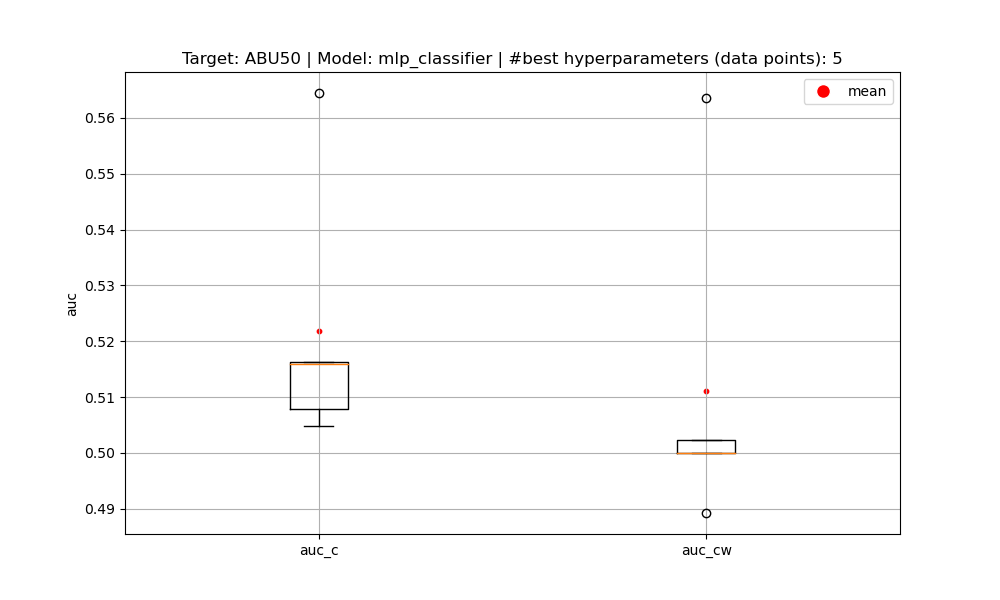 Target: ABU50 | Model: mlp_classifier | #best hyperparameters (data points): 5
mean
0.56
0.55
0.54
0.53
0.52
0.51
0.50
0.49
auc
auc_c
auc_cw